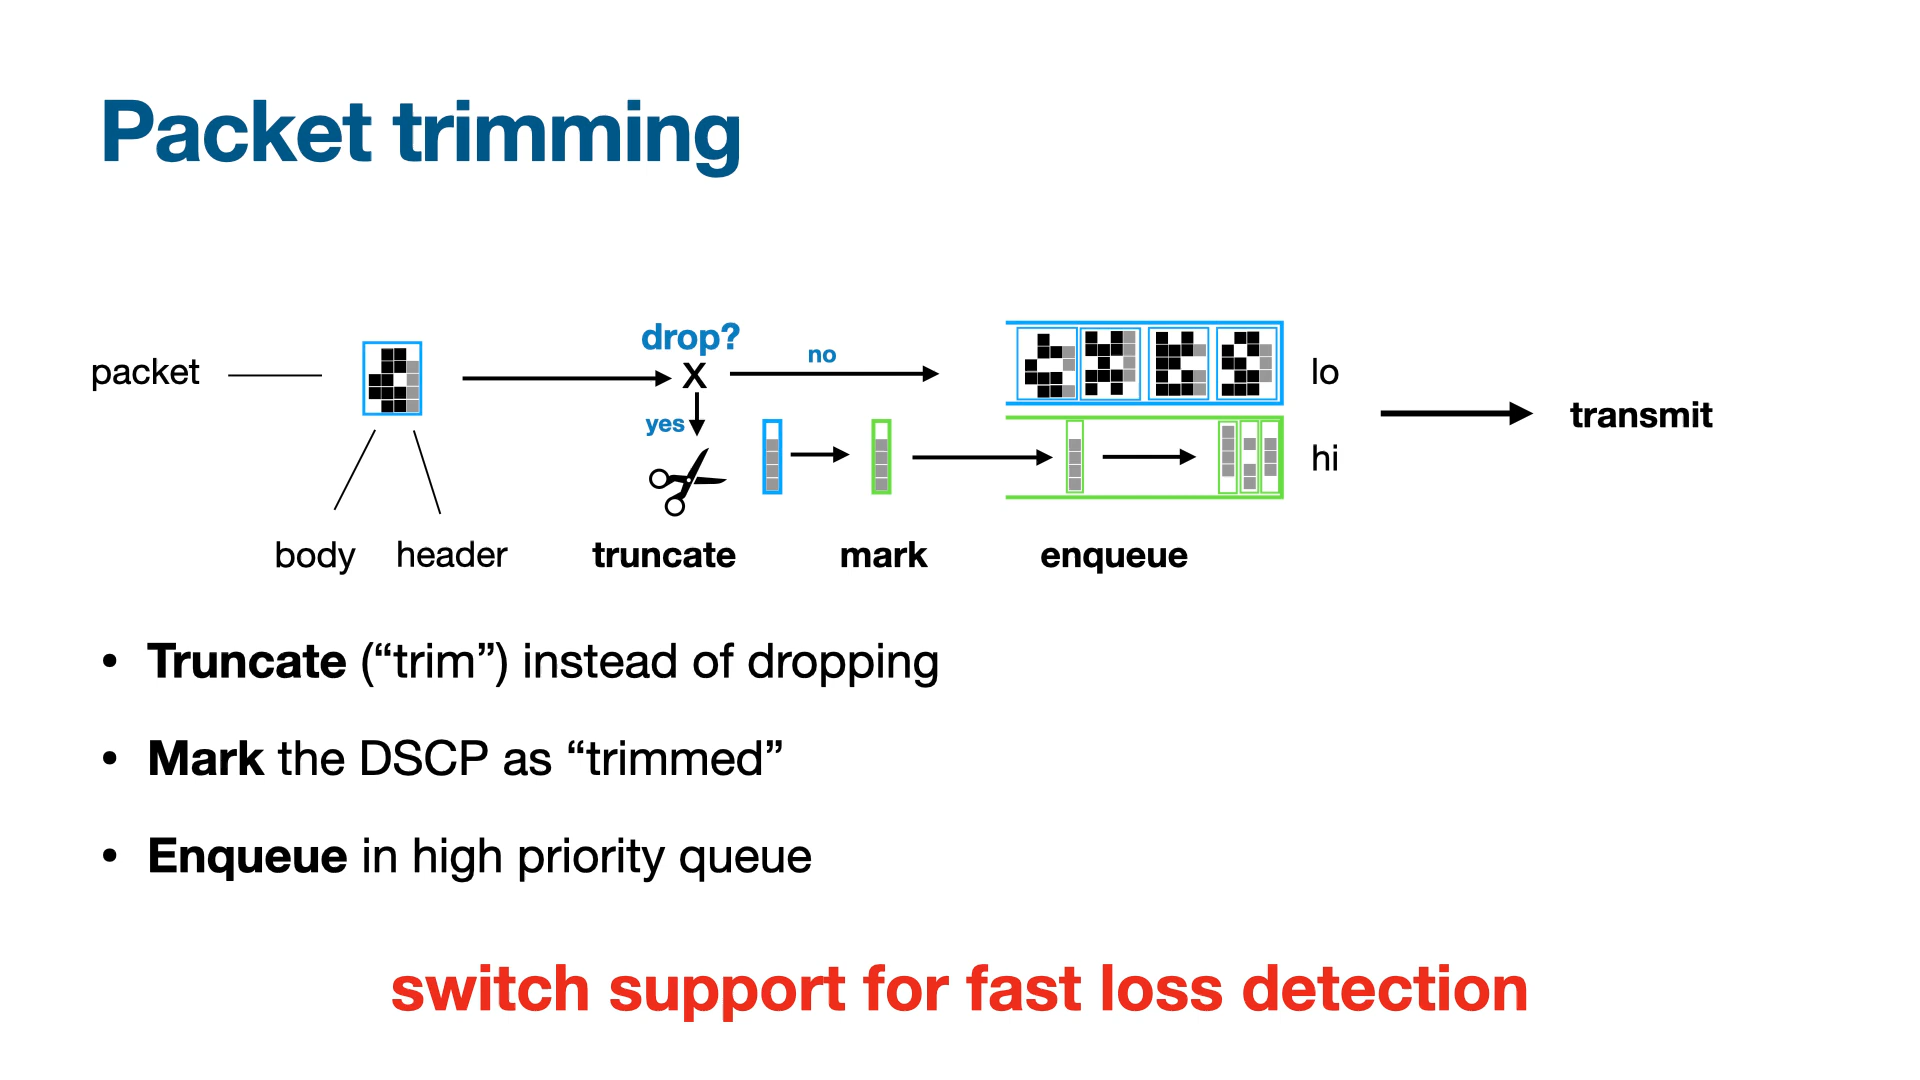 Packet trimming
packet
drop?
X
no
yes
lo
hi
transmit
body
header
truncate
mark
enqueue
• Truncate (“trim”) instead of dropping
• Mark the DSCP as “trimmed”
• Enqueue in high priority queue
switch support for fast loss detection